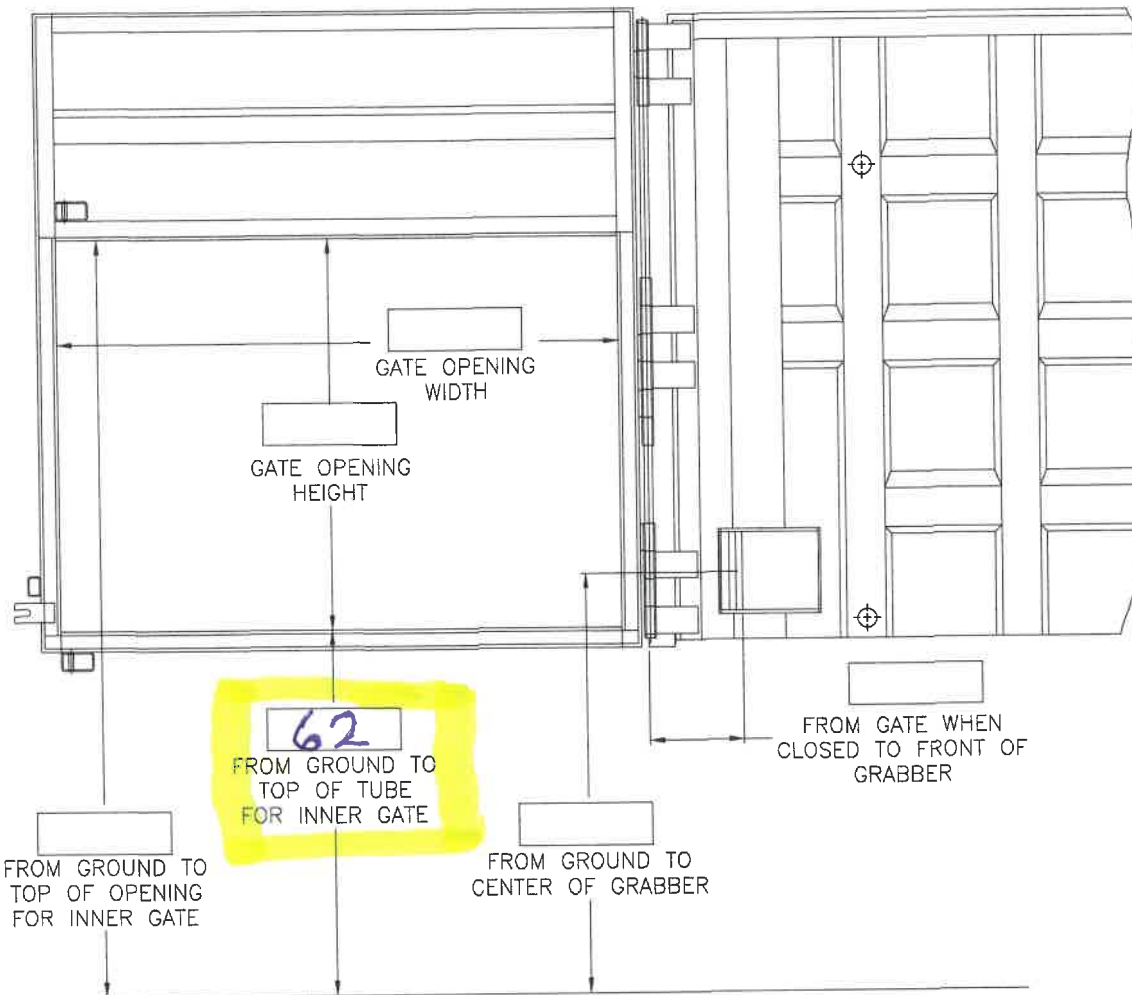 GATE OPENING
WIDTH
GATE OPENING
HEIGHT
62
FROM GROUND TO
TOP OF TUBE
FOR INNER GATE
FROM GATE WHEN
CLOSED TO FRONT OF
GRABBER
FROM GROUND TO
TOP OF OPENING
FOR INNER GATE
FROM GROUND TO
CENTER OF GRABBER